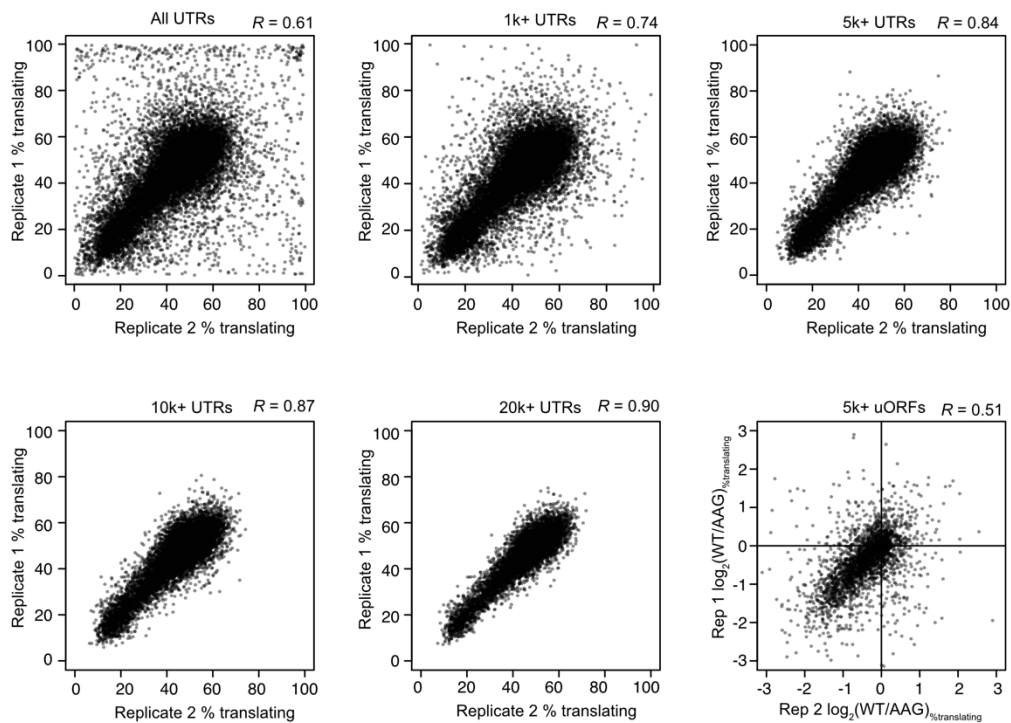 All UTRs R = 0.61
100
80
60
40
20
0
Replicate 1 % translating
0 20 40 60 80 100
Replicate 2 % translating
1k+ UTRs R = 0.74
100
80
60
40
20
0
Replicate 1 % translating
0 20 40 60 80 100
Replicate 2 % translating
5k+ UTRs R = 0.84
100
80
60
40
20
0
Replicate 1 % translating
0 20 40 60 80 100
Replicate 2 % translating
10k+ UTRs R = 0.87
100
80
60
40
20
0
Replicate 1 % translating
0 20 40 60 80 100
Replicate 2 % translating
20k+ UTRs R = 0.90
100
80
60
40
20
0
Replicate 1 % translating
0 20 40 60 80 100
Replicate 2 % translating
5k+ uORFs R = 0.51
3
2
1
0
-1
-2
-3
Rep 1 log2(WT/AAG)%translating
-3 -2 -1 0 1 2 3
Rep 2 log2(WT/AAG)%translating